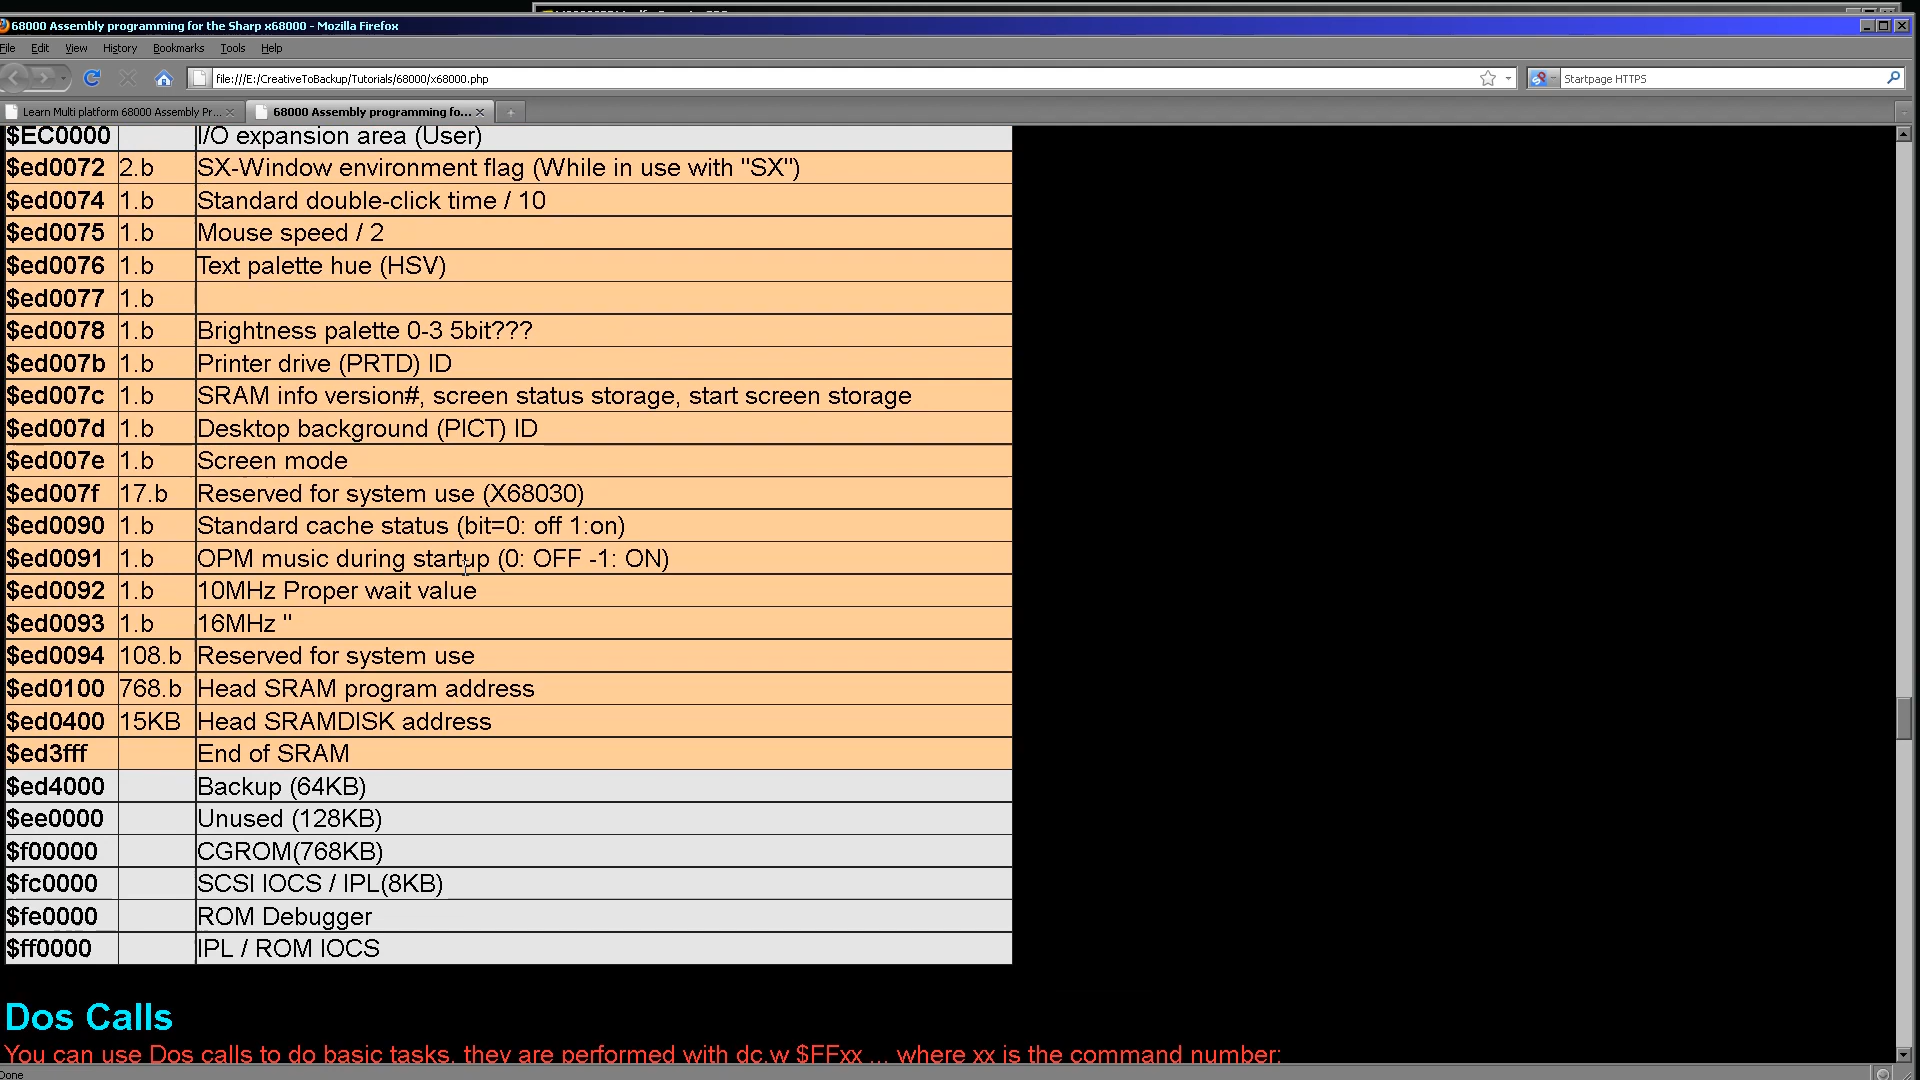 68000 Assembly programming for the Sharp x68000 - Mozilla Firefox
File Edit View History Bookmarks Tools Help
file:///E:/CreativeToBackup/Tutorials/68000/x68000.php
Startpage HTTPS
Learn Multi platform 68000 Assembly Pr...
68000 Assembly programming fo...
$EC0000 I/O expansion area (User)
$ed0072 2.b SX-Window environment flag (While in use with "SX")
$ed0074 1.b Standard double-click time / 10
$ed0075 1.b Mouse speed / 2
$ed0076 1.b Text palette hue (HSV)
$ed0077 1.b
$ed0078 1.b Brightness palette 0-3 5bit???
$ed007b 1.b Printer drive (PRTD) ID
$ed007c 1.b SRAM info version#, screen status storage, start screen storage
$ed007d 1.b Desktop background (PICT) ID
$ed007e 1.b Screen mode
$ed007f 17.b Reserved for system use (X68030)
$ed0090 1.b Standard cache status (bit=0: off 1:on)
$ed0091 1.b OPM music during startup (0: OFF -1: ON)
$ed0092 1.b 10MHz Proper wait value
$ed0093 1.b 16MHz "
$ed0094 108.b Reserved for system use
$ed0100 768.b Head SRAM program address
$ed0400 15KB Head SRAMDISK address
$ed3fff End of SRAM
$ed4000 Backup (64KB)
$ee0000 Unused (128KB)
$f00000 CGROM(768KB)
$fc0000 SCSI IOCS / IPL(8KB)
$fe0000 ROM Debugger
$ff0000 IPL / ROM IOCS
Dos Calls
You can use Dos calls to do basic tasks, they are performed with dc.w $FFxx ... where xx is the command number:
Done